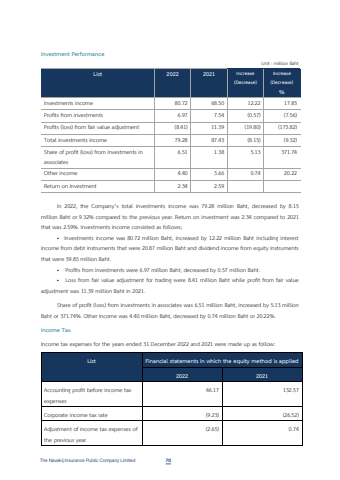 Investment Performance
Unit : million Baht
List 2022 2021 Increase (Decrease) Increase (Decrease) %
Investments income 80.72 68.50 12.22 17.83
Profits from investments 6.97 7.54 (0.57) (7.56)
Profits (loss) from fair value adjustment (8.41) 11.39 (19.80) (173.82)
Total investments income 79.28 87.43 (8.15) (9.32)
Share of profit (loss) from investments in
associates 6.51 1.38 5.13 371.74
Other income 4.40 5.66 0.74 20.22
Return on investment 2.34 2.59
In 2022, the Company's total investments income was 79.28 million Baht, decreased by 8.15
million Baht or 9.32% compared to the previous year. Return on investment was 2.34 compared to 2021
that was 2.59%. Investments income consisted as follows;
• Investments income was 80.72 million Baht, increased by 12.22 million Baht including interest
income from debt instruments that were 20.87 million Baht and dividend income from equity instruments
that were 59.85 million Baht.
• Profits from investments were 6.97 million Baht, decreased by 0.57 million Baht.
• Loss from fair value adjustment for trading were 8.41 million Baht while profit from fair value
adjustment was 11.39 million Baht in 2021.
Share of profit (loss) from investments in associates was 6.51 million Baht, increased by 5.13 million
Baht or 371.74%. Other income was 4.40 million Baht, decreased by 0.74 million Baht or 20.22%.
Income Tax
Income tax expenses for the years ended 31 December 2022 and 2021 were made up as follow:
List Financial statements in which the equity method is applied
2022 2021
Accounting profit before income tax
expenses 46.17 132.57
Corporate income tax rate (9.23) (26.52)
Adjustment of income tax expenses of
the previous year (2.65) 0.74
The Navakij Insurance Public Company Limited 70